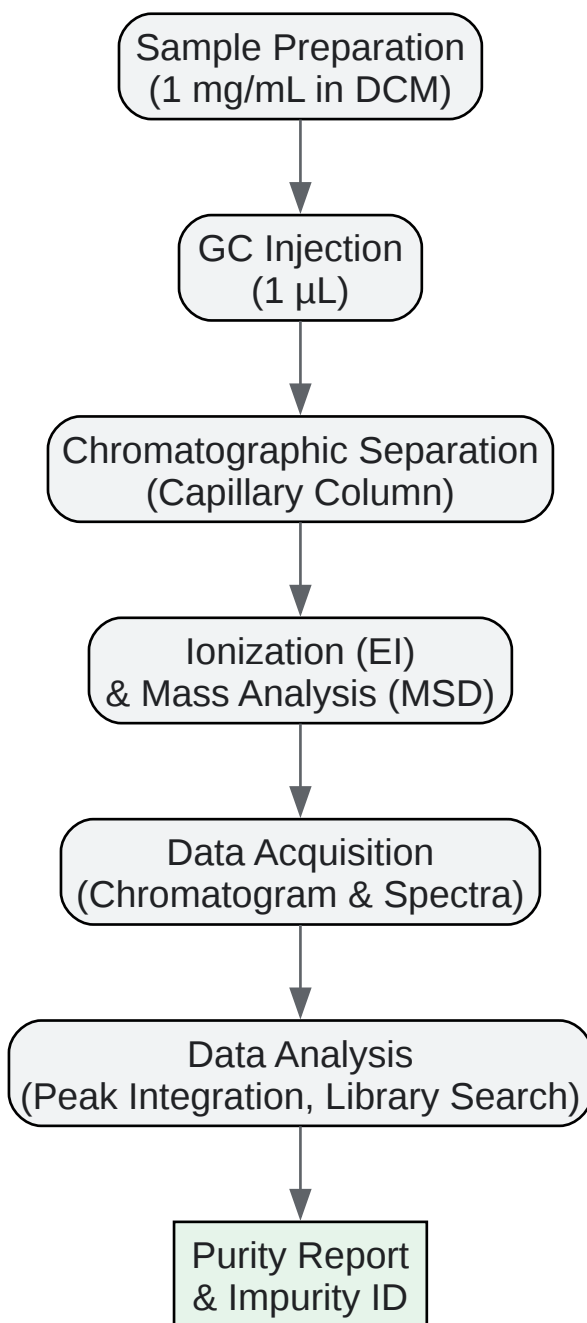 Sample Preparation
(1 mg/mL in DCM)
GC Injection
(1 µL)
Chromatographic Separation
(Capillary Column)
Ionization (EI)
& Mass Analysis (MSD)
Data Acquisition
(Chromatogram & Spectra)
Data Analysis
(Peak Integration, Library Search)
Purity Report
& Impurity ID